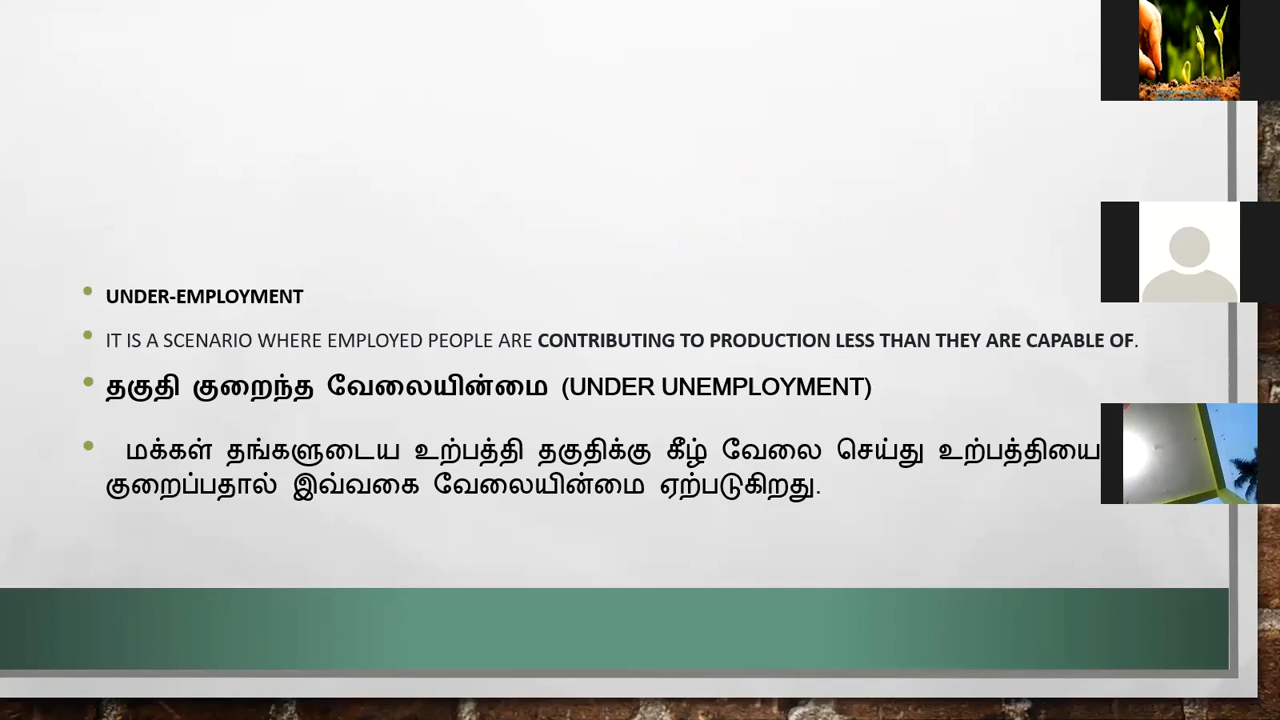 UNDER-EMPLOYMENT
IT IS A SCENARIO WHERE EMPLOYED PEOPLE ARE CONTRIBUTING TO PRODUCTION LESS THAN THEY ARE CAPABLE OF.
தகுதி குறைந்த வேலையின்மை (UNDER UNEMPLOYMENT)
மக்கள் தங்களுடைய உற்பத்தி தகுதிக்கு கீழ் வேலை செய்து உற்பத்தியை
குறைப்பதால் இவ்வகை வேலையின்மை ஏற்படுகிறது.